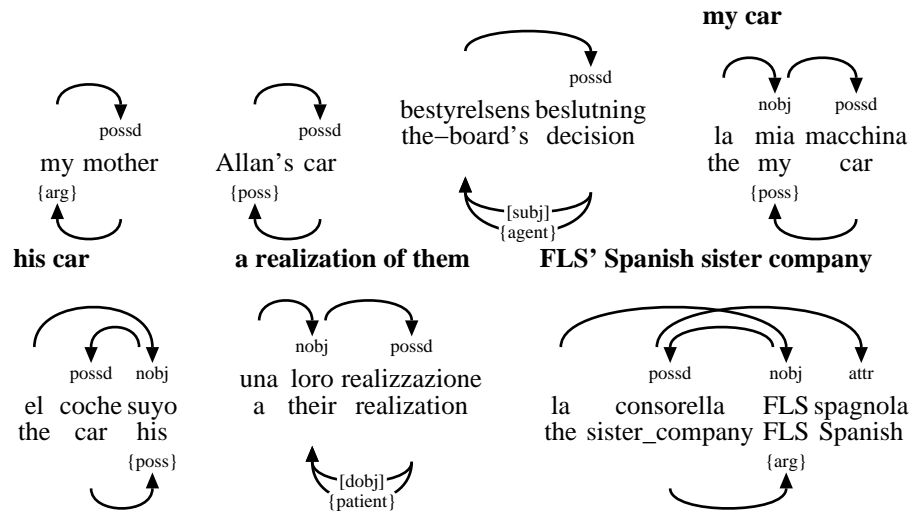 my car
possd
my mother
{arg}
possd
Allan's car
{poss}
possd
bestyrelsens beslutning
the–board's decision
[subj]
{agent}
nobj possd
la mia macchina
the my car
{poss}
his car
a realization of them
FLS' Spanish sister company
possd nobj
el coche suyo
the car his
{poss}
nobj possd
una loro realizzazione
a their realization
[dobj]
{patient}
possd nobj attr
la consorella FLS spagnola
the sister_company FLS Spanish
{arg}